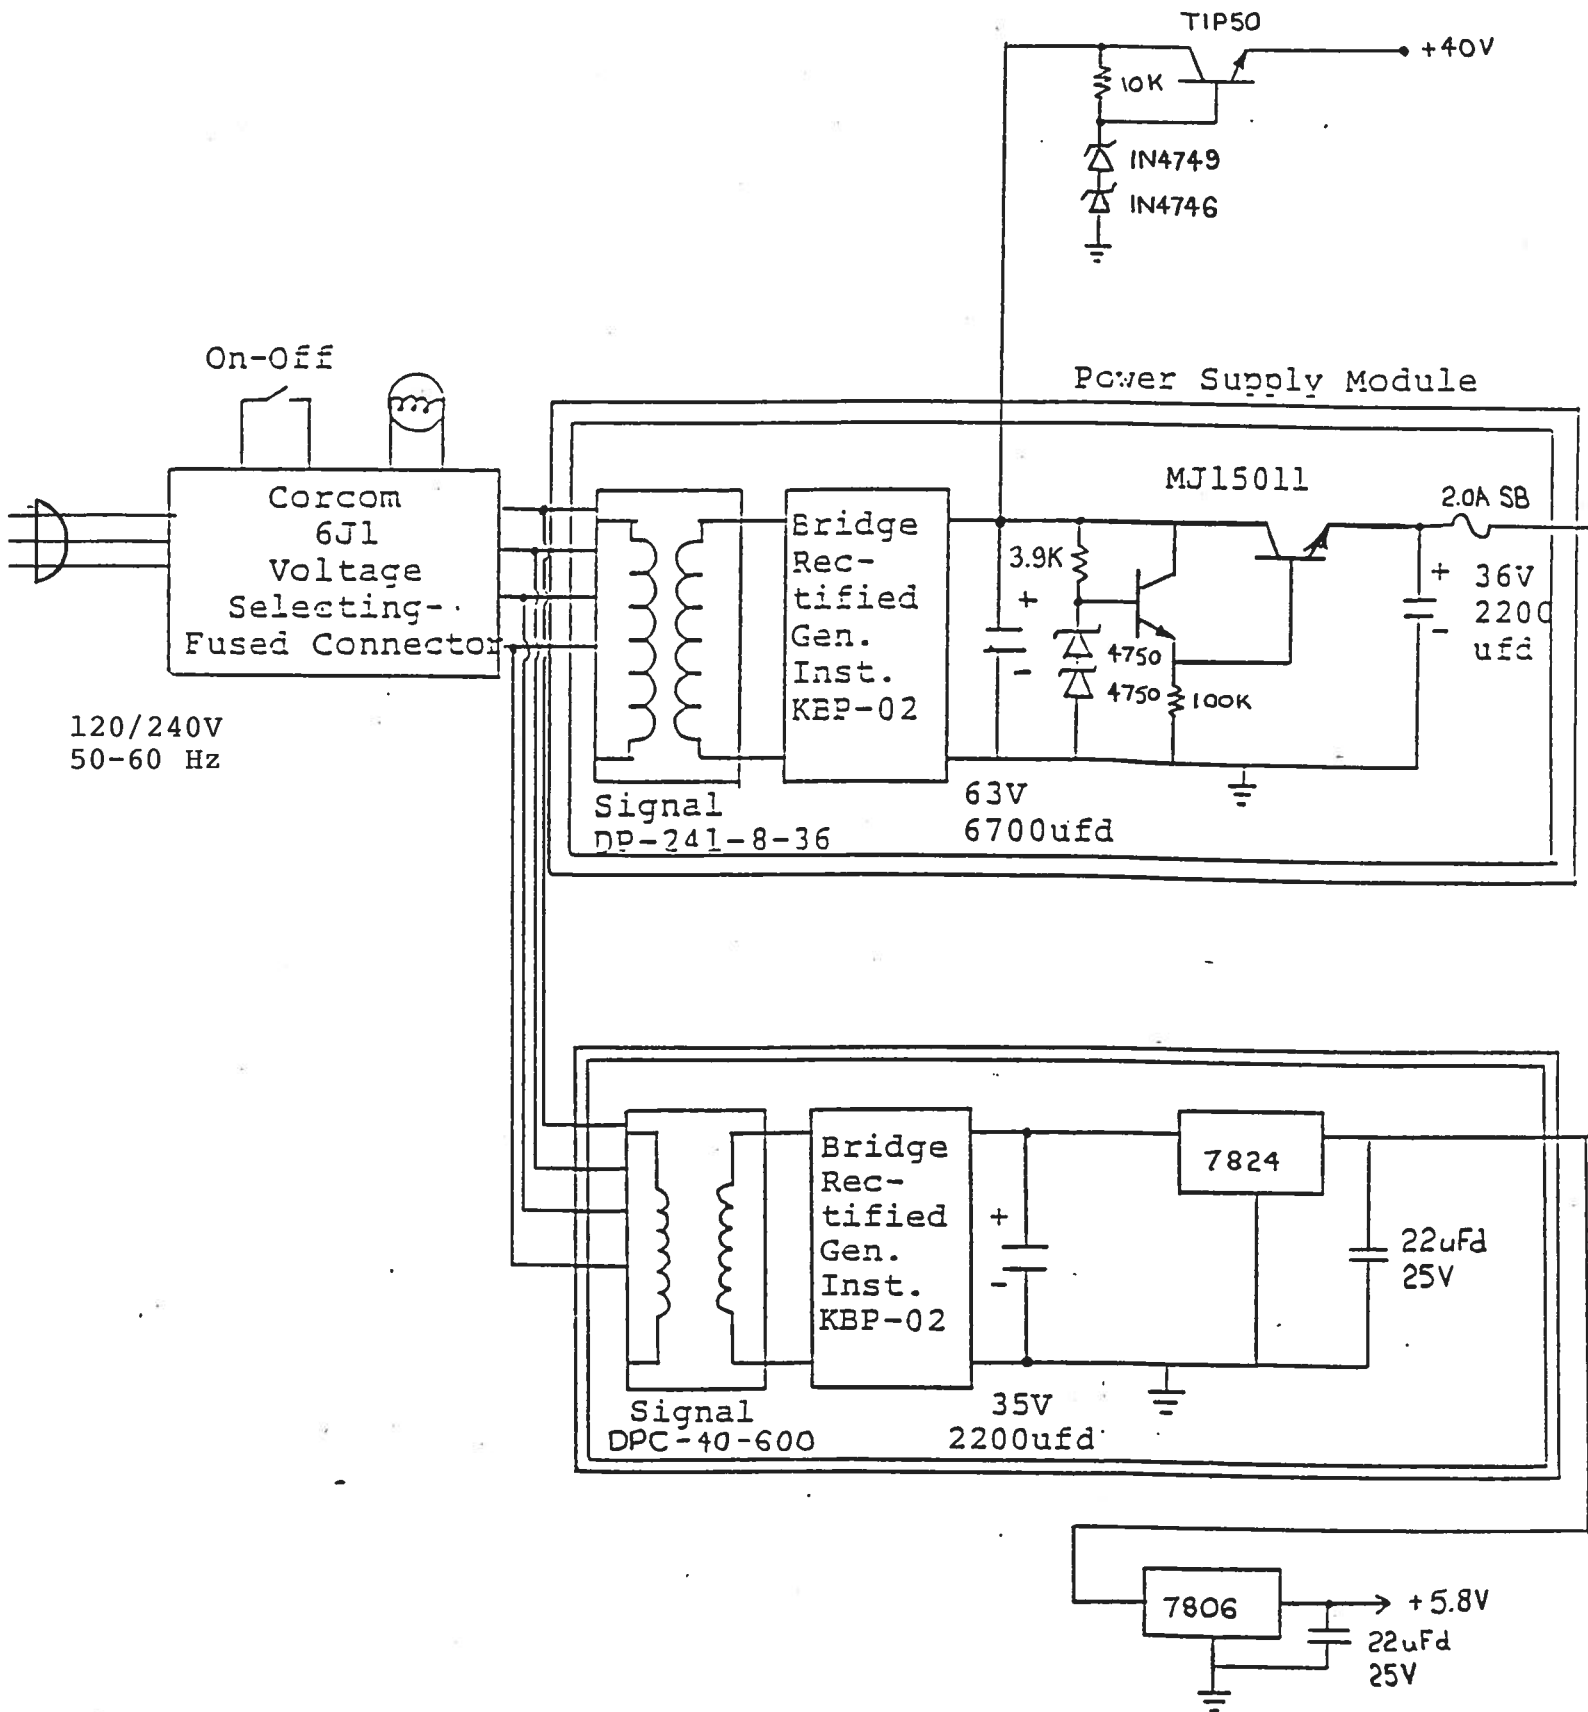 TIP50
+40V
10K
IN4749
IN4746
On-Off
Power Supply Module
Corcom
6J1
Voltage
Selecting-
Fused Connector
120/240V
50-60 Hz
Bridge
Rec-
tified
Gen.
Inst.
KBP-02
MJ15011
2.0A SB
3.9K
+
-
4750
4750
100K
+
-
36V
2200
ufd
63V
6700ufd
Signal
DP-241-8-36
Bridge
Rec-
tified
Gen.
Inst.
KBP-02
+
-
7824
22uFd
25V
35V
2200ufd
Signal
DPC-40-600
7806
+5.8V
22uFd
25V